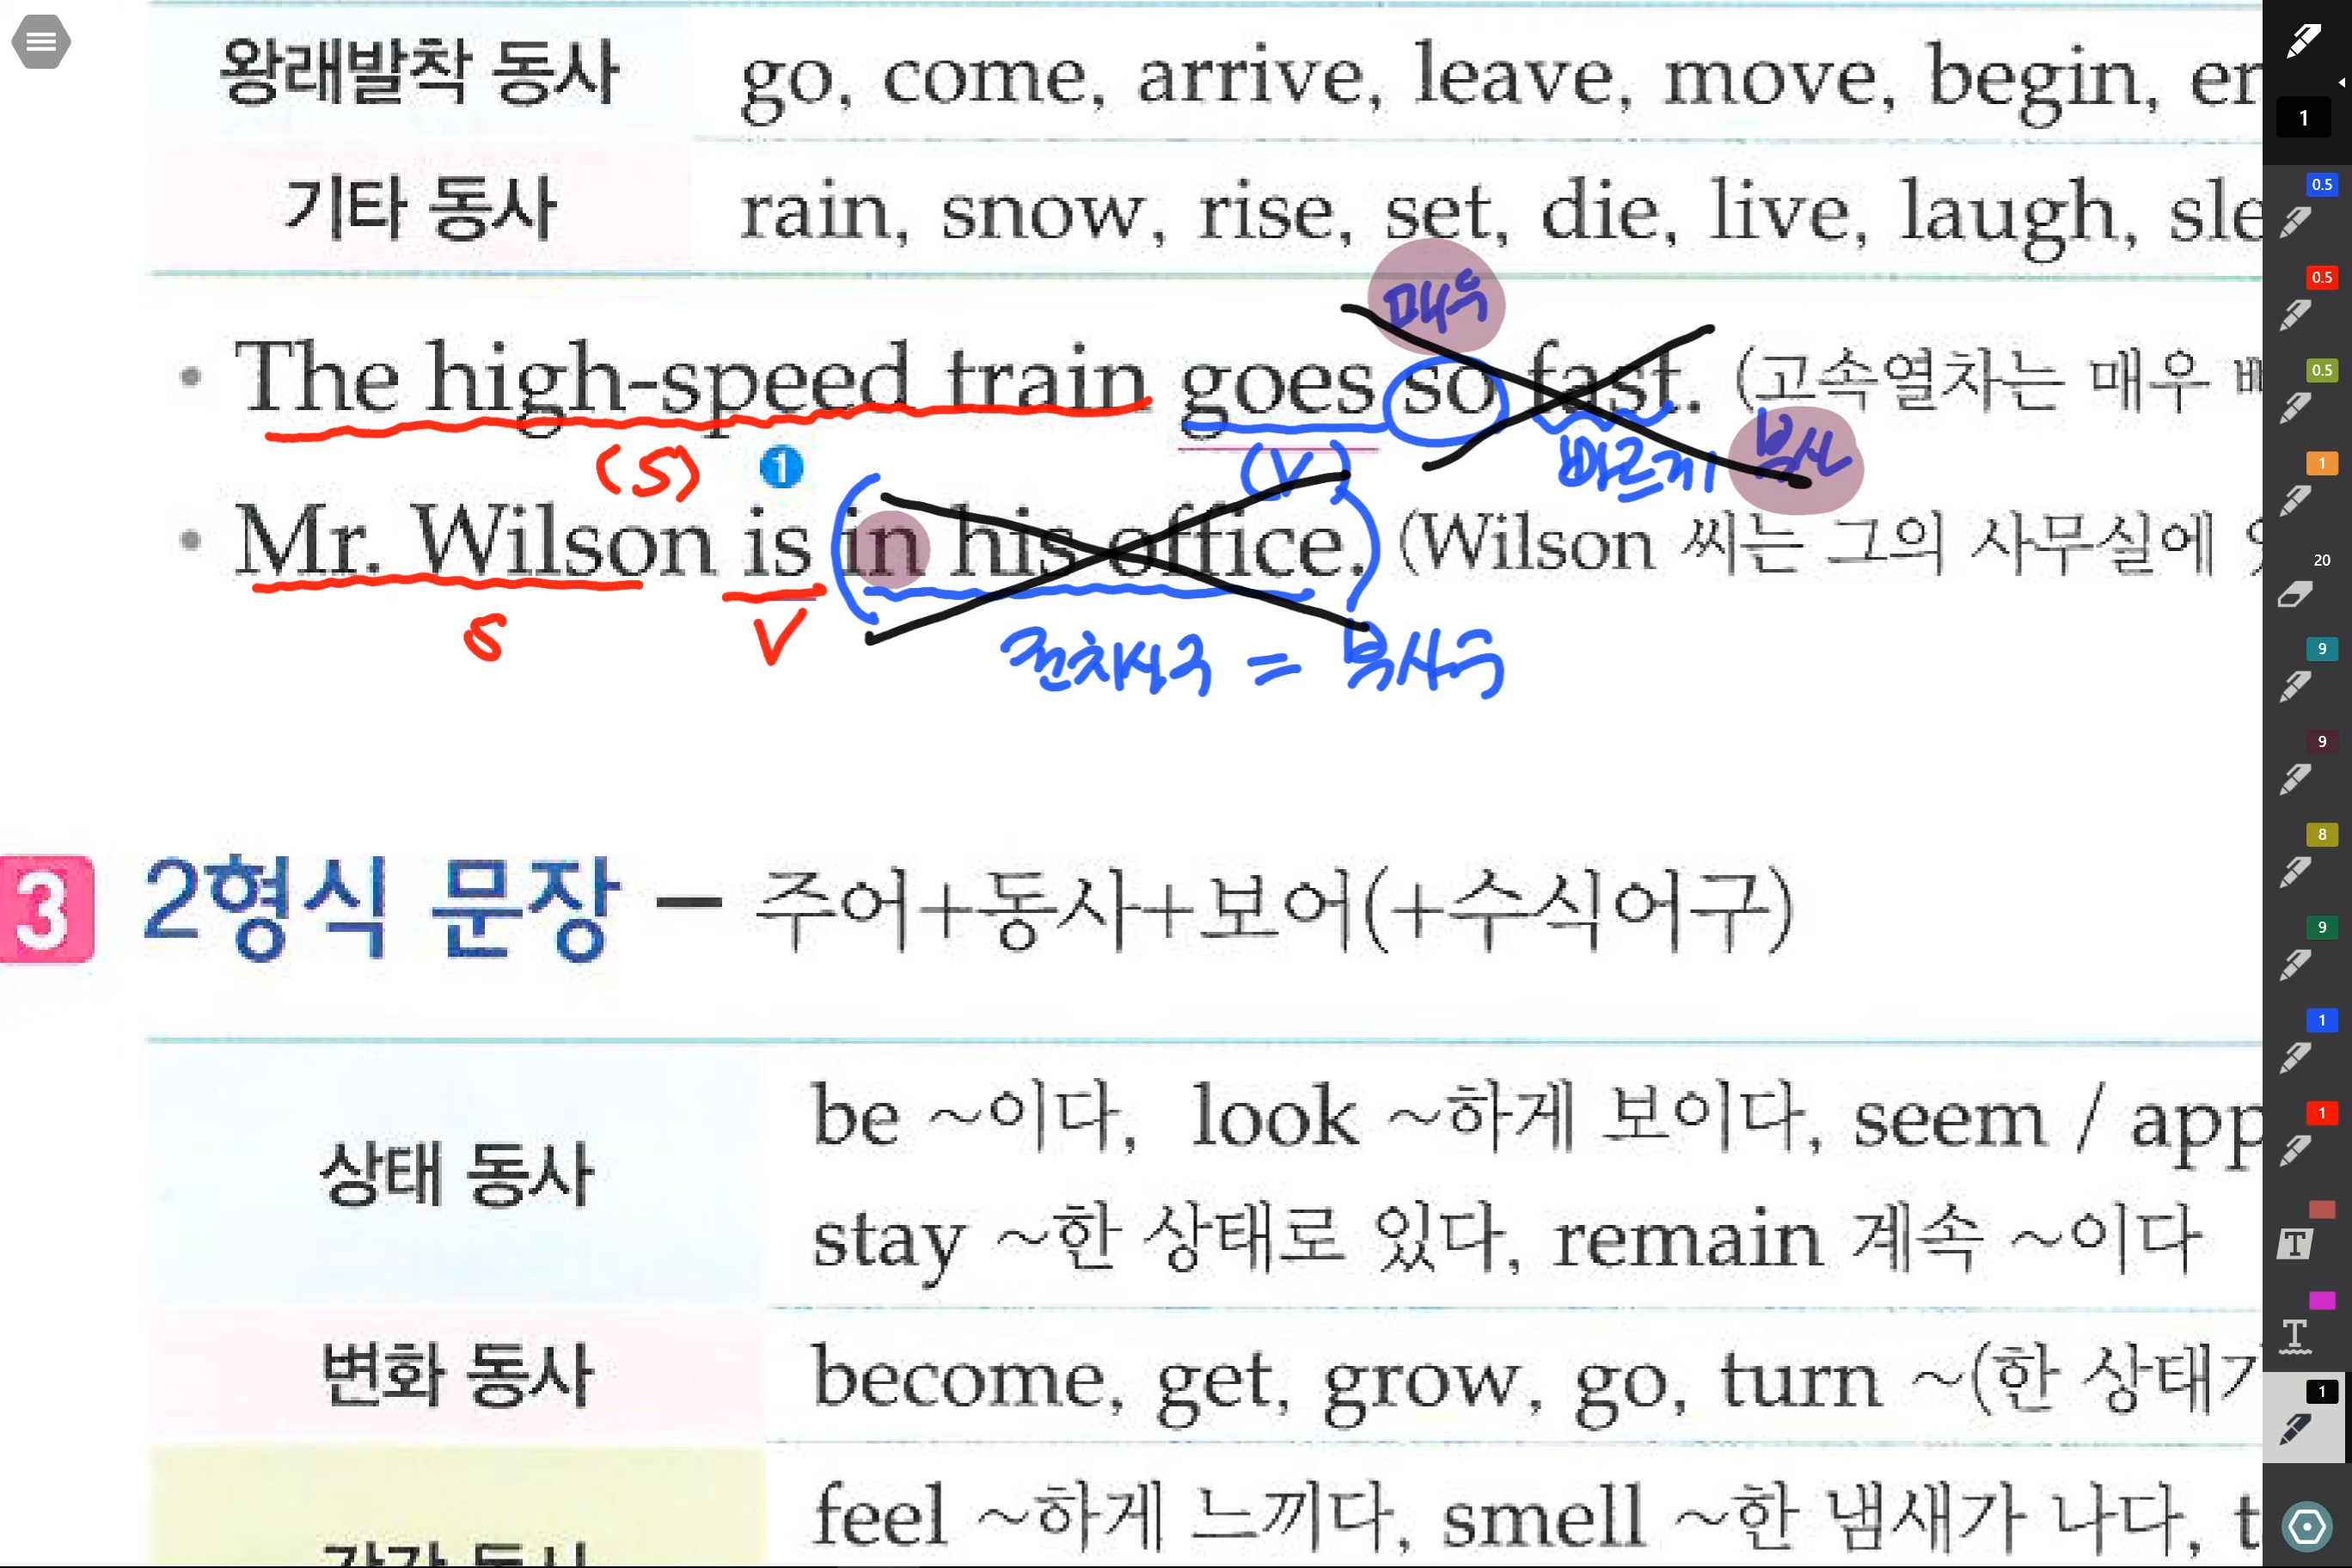 왕래발착 동사 go, come, arrive, leave, move, begin,
기타 동사 rain, snow, rise, set, die, live, laugh,
매우
• The high-speed train goes so fast. (고속열차는 매우
(S) (V) 빠르게 부사
1
• Mr. Wilson is in his office. (Wilson 씨는 그의 사무실에
S V 전치사구 = 부사구
3 2형식 문장 – 주어+동사+보어(+수식어구)
상태 동사 be ~이다, look ~하게 보이다, seem / app
stay ~한 상태로 있다, remain 계속 ~이다
변화 동사 become, get, grow, go, turn ~(한 상태가
feel ~하게 느끼다, smell ~한 냄새가 나다, t
1
0.5
0.5
0.5
1
20
9
9
8
9
1
1
T
T
1